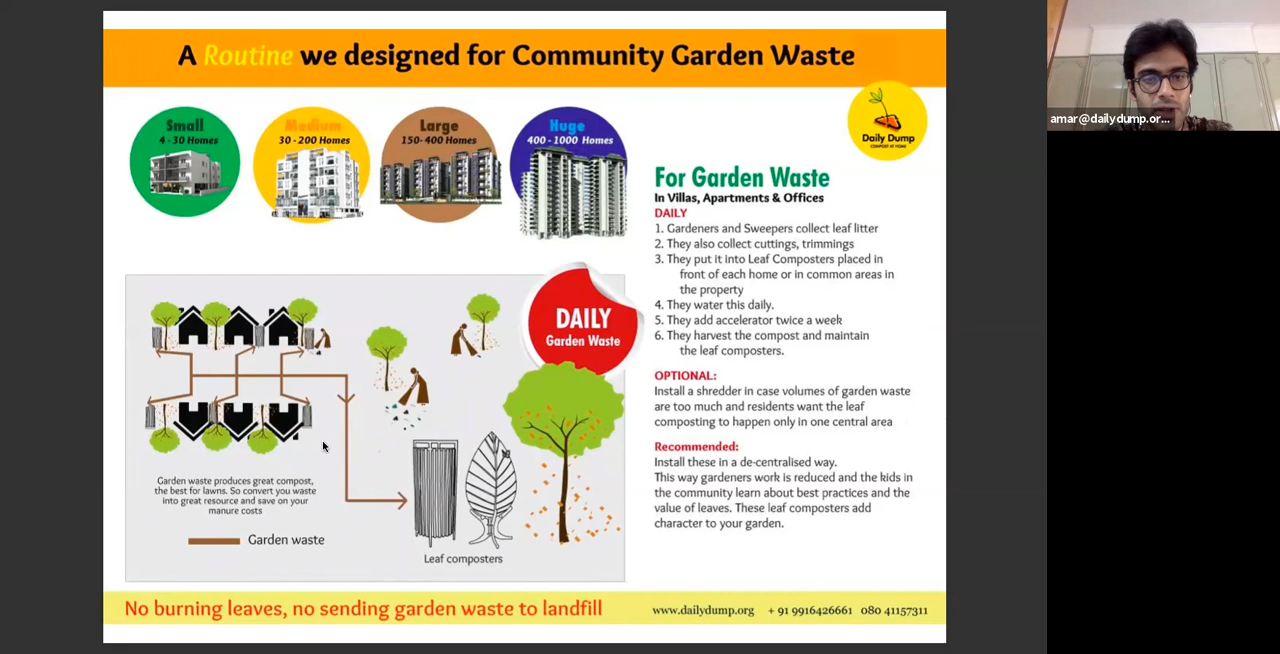 A Routine we designed for Community Garden Waste
Small
4 - 30 Homes
Medium
30 - 200 Homes
Large
150- 400 Homes
Huge
400 - 1000 Homes
Daily Dump
COMPOST AT HOME
amar@dailydump.or...
For Garden Waste
In Villas, Apartments & Offices
DAILY
1. Gardeners and Sweepers collect leaf litter
2. They also collect cuttings, trimmings
3. They put it into Leaf Composters placed in
front of each home or in common areas in
the property
4. They water this daily.
5. They add accelerator twice a week
6. They harvest the compost and maintain
the leaf composters.
OPTIONAL:
Install a shredder in case volumes of garden waste
are too much and residents want the leaf
composting to happen only in one central area
Recommended:
Install these in a de-centralised way.
This way gardeners work is reduced and the kids in
the community learn about best practices and the
value of leaves. These leaf composters add
character to your garden.
DAILY
Garden Waste
Garden waste produces great compost,
the best for lawns. So convert you waste
into great resource and save on your
manure costs
Garden waste
Leaf composters
No burning leaves, no sending garden waste to landfill
www.dailydump.org + 91 9916426661 080 41157311